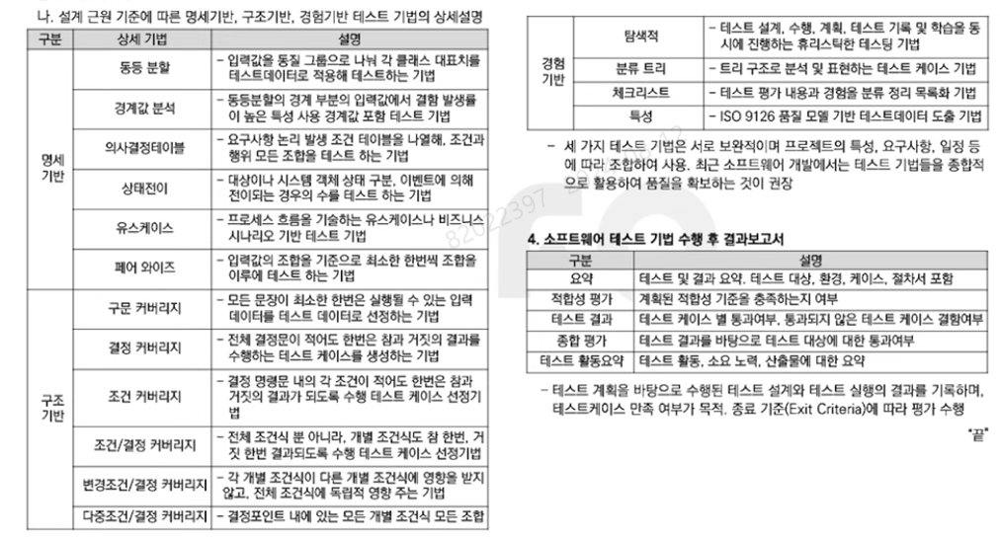 나. 설계 근원 기준에 따른 명세기반, 구조기반, 경험기반 테스트 기법의 상세설명
구분 상세 기법 설명
명세 기반
동등 분할 – 입력값을 동질 그룹으로 나눠 각 클래스 대표치를
테스트데이터로 적용해 테스트하는 기법
경계값 분석 – 동등분할의 경계 부분의 입력값에서 결함 발생률
이 높은 특성 사용 경계값 포함 테스트 기법
의사결정테이블 – 요구사항 논리 발생 조건 테이블을 나열해, 조건과
행위 모든 조합을 테스트 하는 기법
상태전이 – 대상이나 시스템 객체 상태 구분, 이벤트에 의해
전이되는 경우의 수를 테스트 하는 기법
유스케이스 – 프로세스 흐름을 기술하는 유스케이스나 비즈니스
시나리오 기반 테스트 기법
페어 와이즈 – 입력값의 조합을 기준으로 최소한 한번씩 조합을
이루에 테스트 하는 기법
구조 기반
구문 커버리지 – 모든 문장이 최소한 한번은 실행될 수 있는 입력
데이터를 테스트 데이터로 선정하는 기법
결정 커버리지 – 전체 결정문이 적어도 한번은 참과 거짓의 결과를
수행하는 테스트 케이스를 생성하는 기법
조건 커버리지 – 결정 명령문 내의 각 조건이 적어도 한번은 참과
거짓의 결과가 되도록 수행 테스트 케이스 선정기
법
조건/결정 커버리지 – 전체 조건식 뿐 아니라, 개별 조건식도 참 한번, 거
짓 한번 결과되도록 수행 테스트 케이스 선정기법
변경조건/결정 커버리지 – 각 개별 조건식이 다른 개별 조건식에 영향을 받지
않고, 전체 조건식에 독립적 영향 주는 기법
다중조건/결정 커버리지 – 결정포인트 내에 있는 모든 개별 조건식 모든 조합
경험 기반
탐색적 – 테스트 설계, 수행, 계획, 테스트 기록 및 학습을 동
시에 진행하는 휴리스틱한 테스팅 기법
분류 트리 – 트리 구조로 분석 및 표현하는 테스트 케이스 기법
체크리스트 – 테스트 평가 내용과 경험을 분류 정리 목록화 기법
특성 – ISO 9126 품질 모델 기반 테스트데이터 도출 기법
– 세 가지 테스트 기법은 서로 보완적이며 프로젝트의 특성, 요구사항, 일정 등
에 따라 조합하여 사용. 최근 소프트웨어 개발에서는 테스트 기법들을 종합적
으로 활용하여 품질을 확보하는 것이 권장
82022397
4. 소프트웨어 테스트 기법 수행 후 결과보고서
구분 설명
요약 테스트 및 결과 요약. 테스트 대상, 환경, 케이스, 절차서 포함
적합성 평가 계획된 적합성 기준을 충족하는지 여부
테스트 결과 테스트 케이스 별 통과여부, 통과되지 않은 테스트 케이스 결함여부
종합 평가 테스트 결과를 바탕으로 테스트 대상에 대한 통과여부
테스트 활동요약 테스트 활동, 소요 노력, 산출물에 대한 요약
– 테스트 계획을 바탕으로 수행된 테스트 설계와 테스트 실행의 결과를 기록하며,
테스트케이스 만족 여부가 목적. 종료 기준(Exit Criteria)에 따라 평가 수행
“끝”